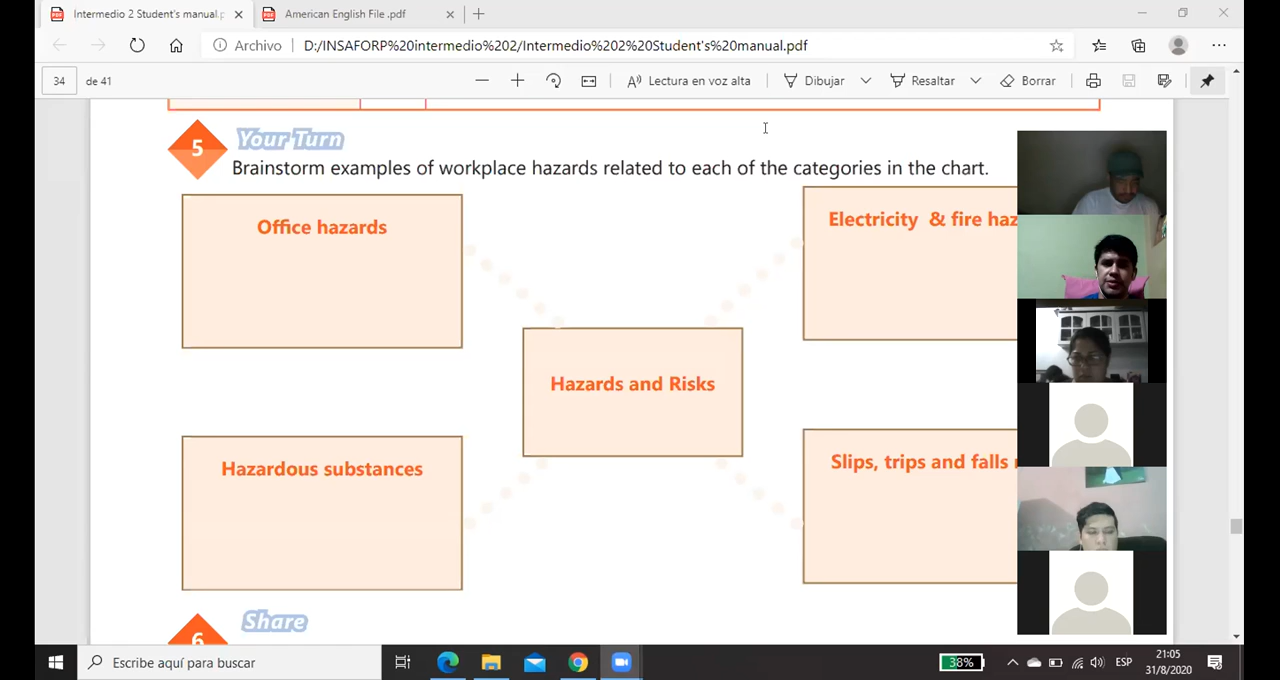 Intermedio 2 Student's manual.p
American English File .pdf
Archivo D:/INSAFORP%20intermedio%202/Intermedio%202%20Student's%20manual.pdf
34 de 41 Lectura en voz alta Dibujar Resaltar Borrar
5 Your Turn
Brainstorm examples of workplace hazards related to each of the categories in the chart.
Office hazards
Electricity & fire haz
Hazards and Risks
Hazardous substances
Slips, trips and falls
6 Share
Escribe aquí para buscar
38% ESP 21:05
31/8/2020